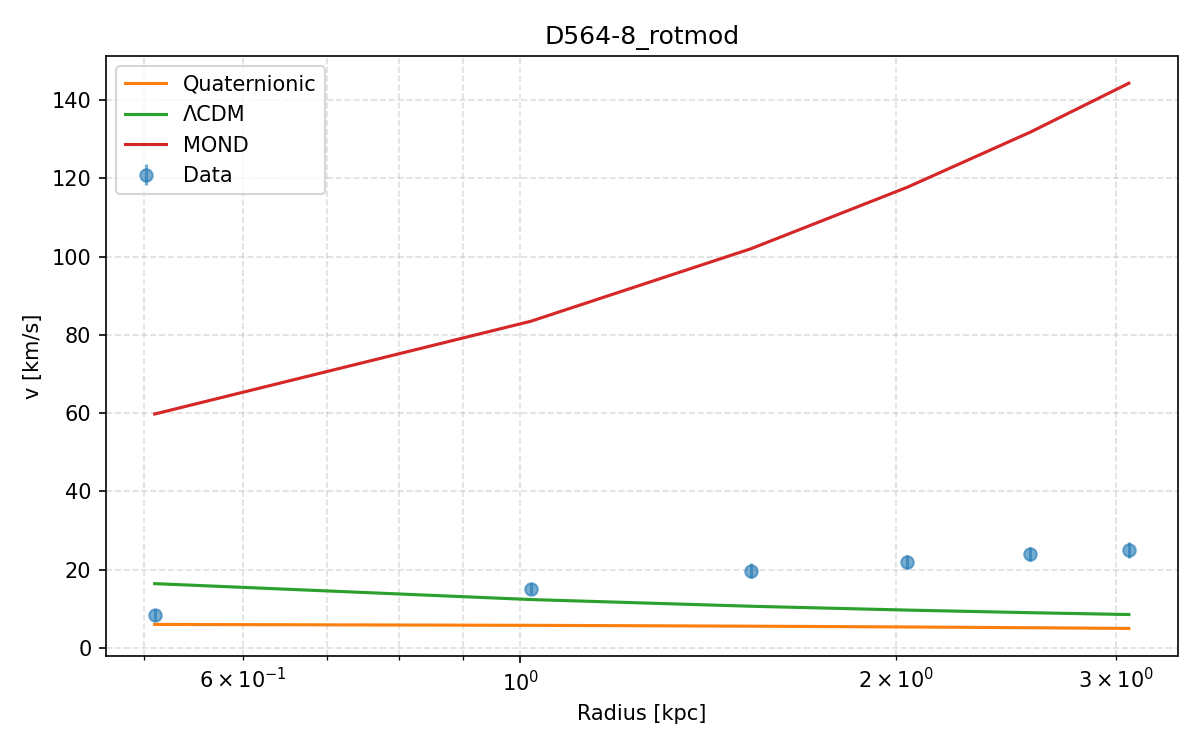 D564-8_rotmod
Quaternionic
ΛCDM
MOND
Data
140
120
100
80
60
40
20
0
v [km/s]
6 × 10⁻¹
10⁰
2 × 10⁰
3 × 10⁰
Radius [kpc]